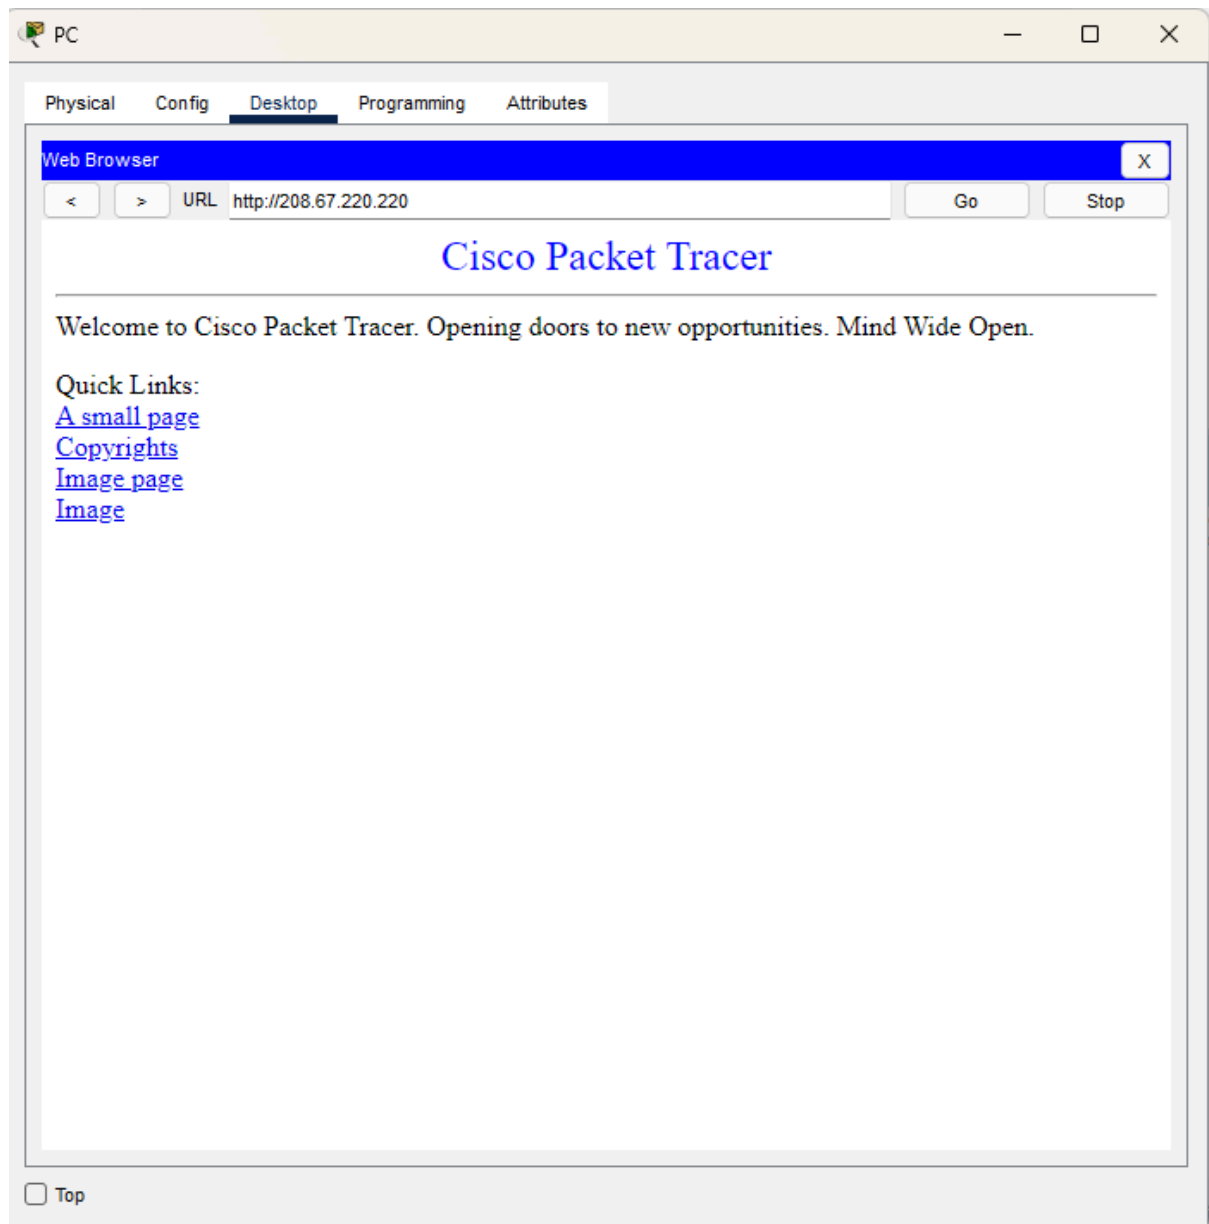 PC
Physical Config Desktop Programming Attributes
Web Browser X
< > URL http://208.67.220.220 Go Stop
Cisco Packet Tracer
Welcome to Cisco Packet Tracer. Opening doors to new opportunities. Mind Wide Open.
Quick Links:
A small page
Copyrights
Image page
Image
Top